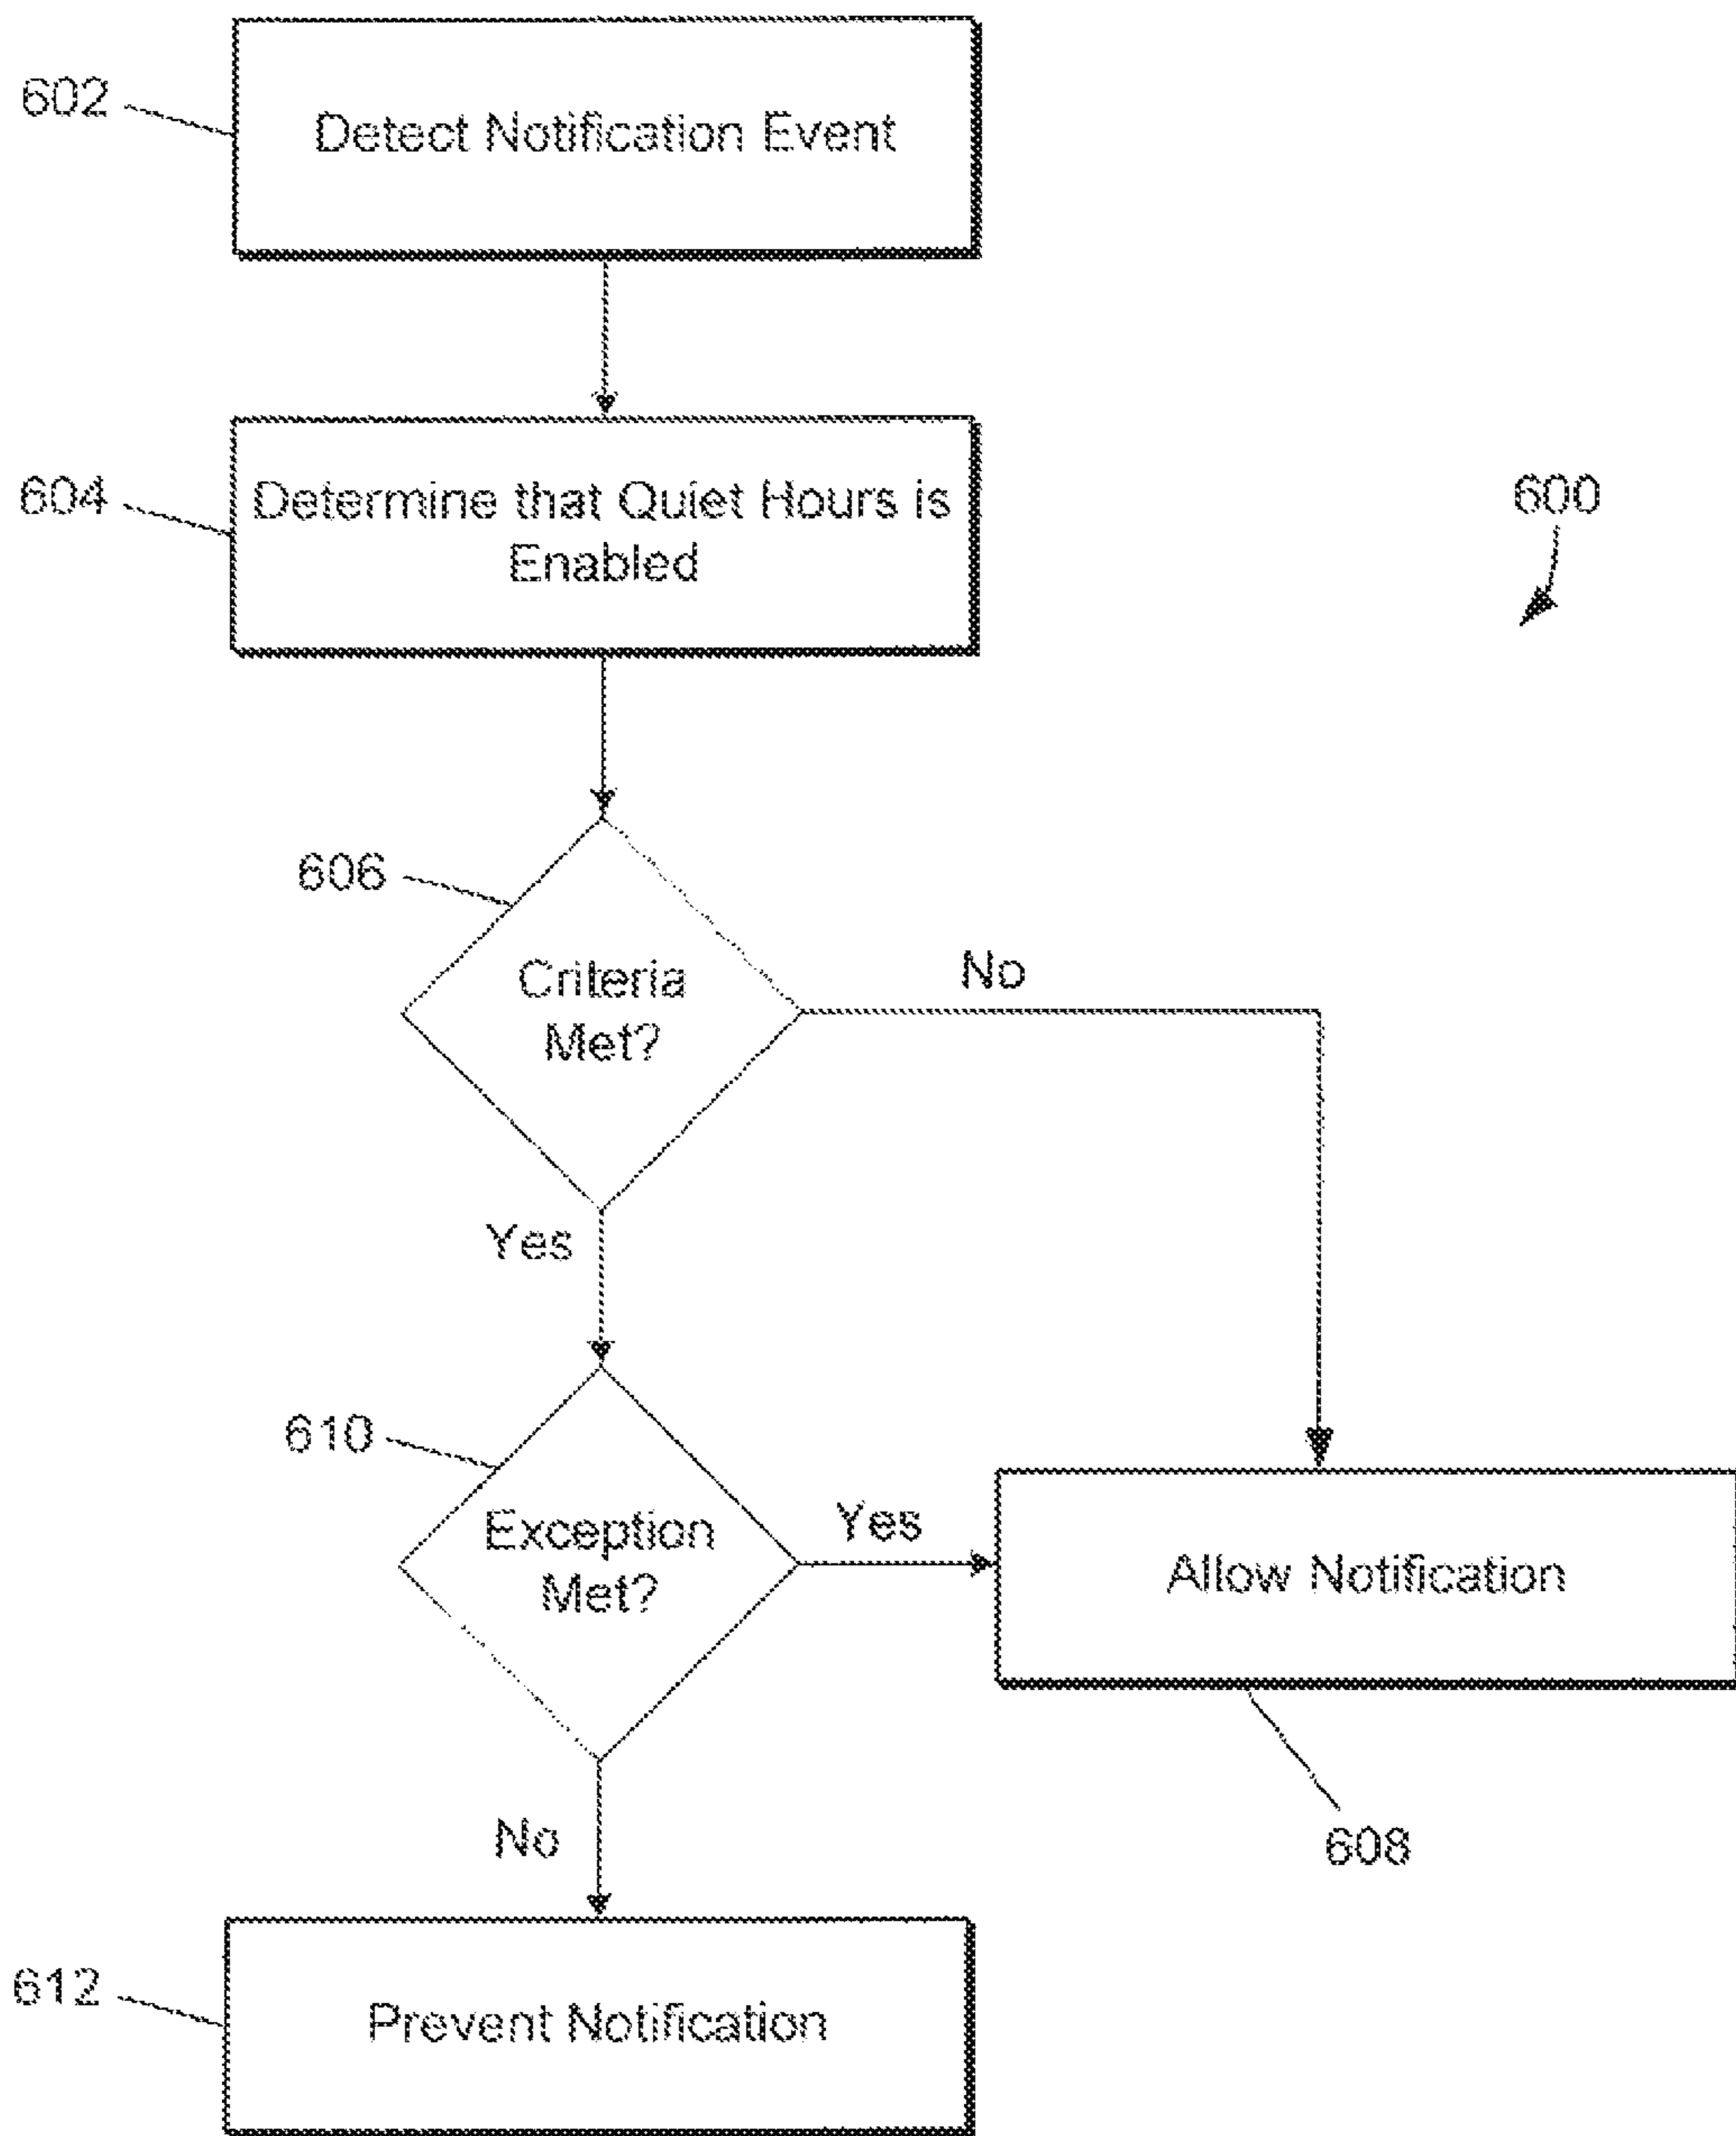 602
Detect Notification Event
604
Determine that Quiet Hours is
Enabled
600
606
Criteria
Met?
No
Yes
610
Exception
Met?
Yes
Allow Notification
608
No
612
Prevent Notification